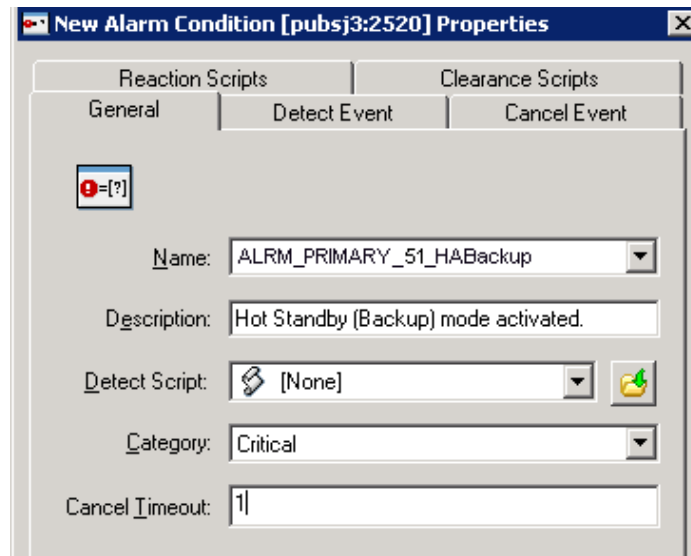 New Alarm Condition [pubsj3:2520] Properties
Reaction Scripts Clearance Scripts
General Detect Event Cancel Event
=[?]
Name: ALRM_PRIMARY_51_HABackup
Description: Hot Standby (Backup) mode activated.
Detect Script: [None]
Category: Critical
Cancel Timeout: 1